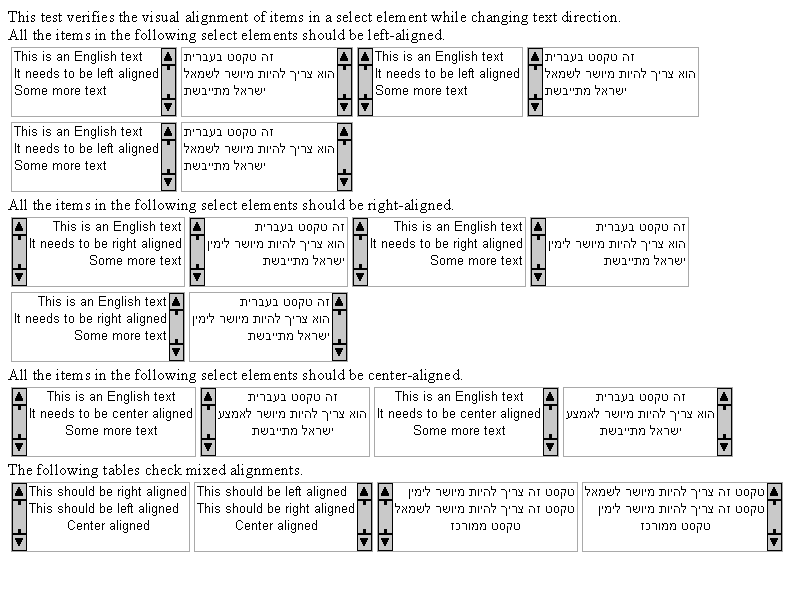 This test verifies the visual alignment of items in a select element while changing text direction.
All the items in the following select elements should be left-aligned.
This is an English text
It needs to be left aligned
Some more text
זה טקסט בעברית
הוא צריך להיות מיושר לשמאל
ישראל מתייבשת
This is an English text
It needs to be left aligned
Some more text
זה טקסט בעברית
הוא צריך להיות מיושר לשמאל
ישראל מתייבשת
This is an English text
It needs to be left aligned
Some more text
זה טקסט בעברית
הוא צריך להיות מיושר לשמאל
ישראל מתייבשת
All the items in the following select elements should be right-aligned.
This is an English text
It needs to be right aligned
Some more text
זה טקסט בעברית
הוא צריך להיות מיושר לימין
ישראל מתייבשת
This is an English text
It needs to be right aligned
Some more text
זה טקסט בעברית
הוא צריך להיות מיושר לימין
ישראל מתייבשת
This is an English text
It needs to be right aligned
Some more text
זה טקסט בעברית
הוא צריך להיות מיושר לימין
ישראל מתייבשת
All the items in the following select elements should be center-aligned.
This is an English text
It needs to be center aligned
Some more text
זה טקסט בעברית
הוא צריך להיות מיושר לאמצע
ישראל מתייבשת
This is an English text
It needs to be center aligned
Some more text
זה טקסט בעברית
הוא צריך להיות מיושר לאמצע
ישראל מתייבשת
The following tables check mixed alignments.
This should be right aligned
This should be left aligned
Center aligned
This should be left aligned
This should be right aligned
Center aligned
טקסט זה צריך להיות מיושר לימין
טקסט זה צריך להיות מיושר לשמאל
טקסט ממורכז
טקסט זה צריך להיות מיושר לשמאל
טקסט זה צריך להיות מיושר לימין
טקסט ממורכז